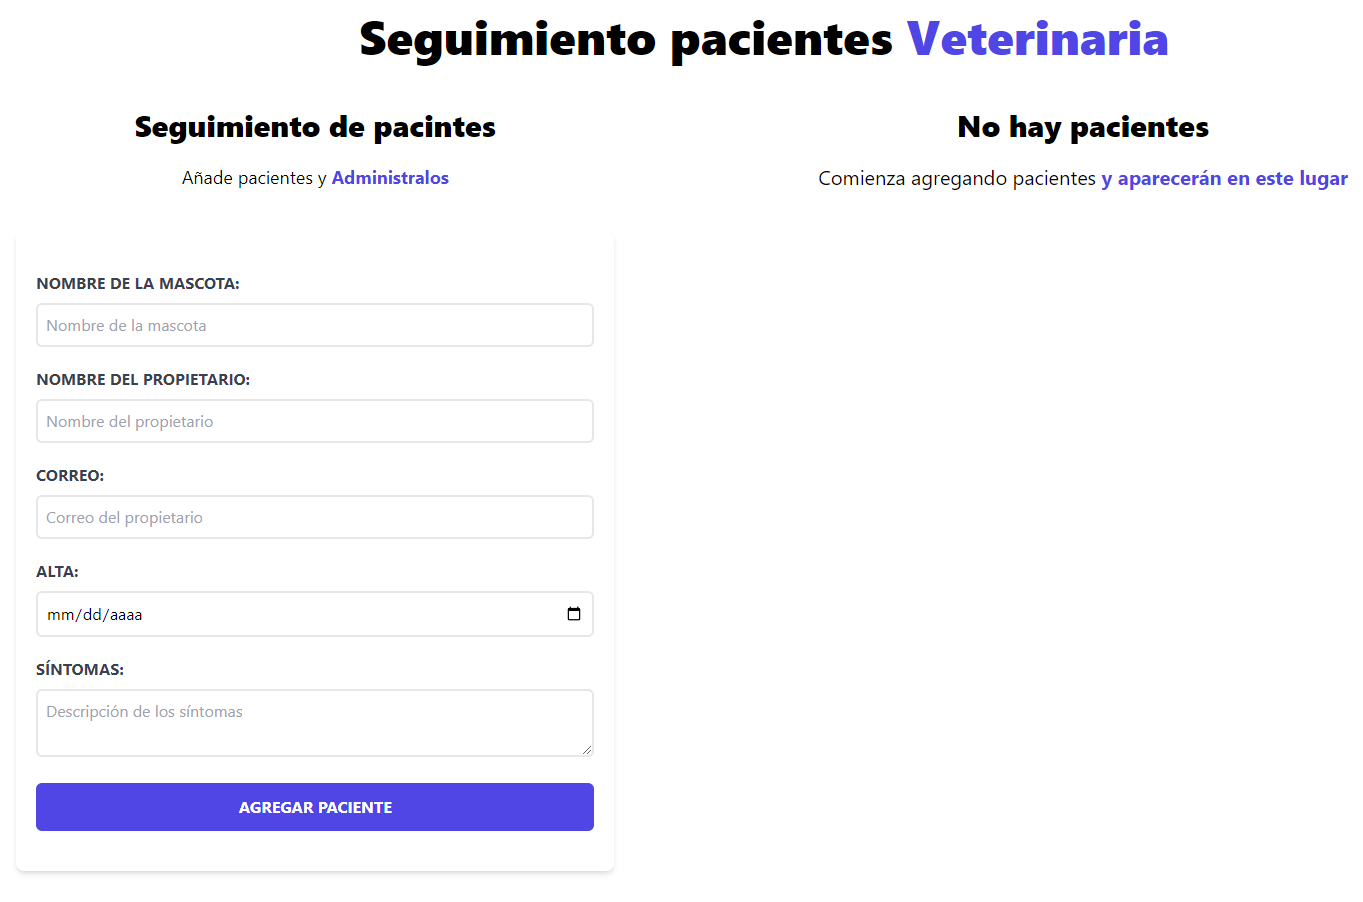 Seguimiento pacientes Veterinaria
Seguimiento de pacintes
Añade pacientes y Administralos
NOMBRE DE LA MASCOTA:
Nombre de la mascota
NOMBRE DEL PROPIETARIO:
Nombre del propietario
CORREO:
Correo del propietario
ALTA:
mm/dd/aaaa
SÍNTOMAS:
Descripción de los síntomas
AGREGAR PACIENTE
No hay pacientes
Comienza agregando pacientes y aparecerán en este lugar